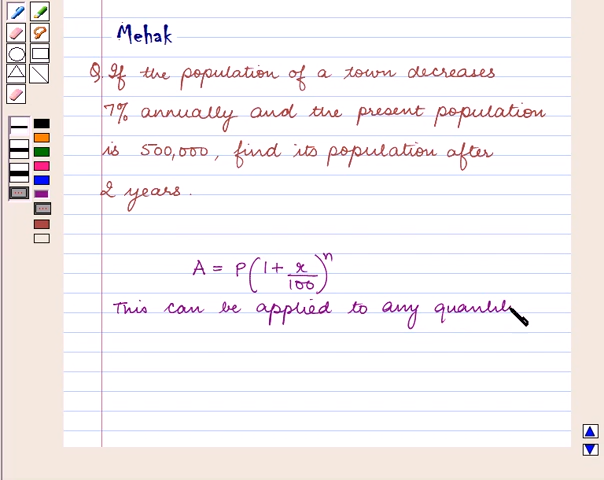 Mehak
Q. If the population of a town decreases
7% annually and the present population
is 500,000, find its population after
2 years.
A = P(1 + r/100)^n
This can be applied to any quantit